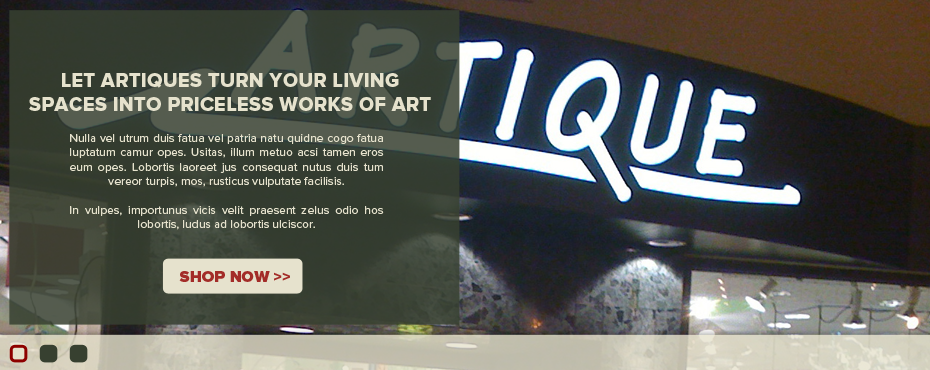 ARTIQUE
LET ARTIQUES TURN YOUR LIVING
SPACES INTO PRICELESS WORKS OF ART
Nulla vel utrum duis fatua vel patria natu quidne cogo fatua
luptatum camur opes. Usitas, illum metuo acsi tamen eros
eum opes. Lobortis laoreet jus consequat nutus duis tum
vereor turpis, mos, rusticus vulputate facilisis.
In vulpes, importunus vicis velit praesent zelus odio hos
lobortis, ludus ad lobortis ulciscor.
SHOP NOW >>